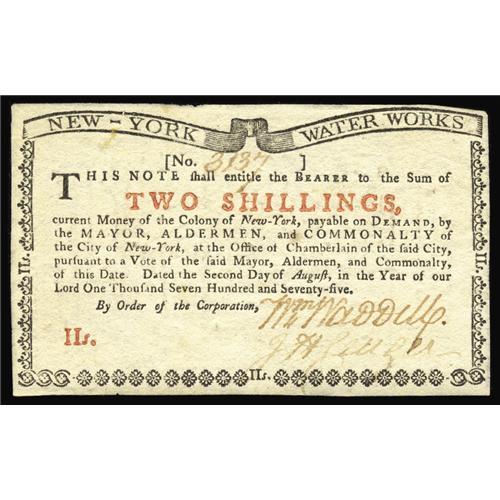 NEW-YORK WATER WORKS
[No. 3137 ]
THIS NOTE shall entitle the BEARER to the Sum of
TWO SHILLINGS,
current Money of the Colony of New-York, payable on DEMAND, by
the MAYOR, ALDERMEN, and COMMONALTY of
the City of New-York, at the Office of Chamberlain of the said City,
pursuant to a Vote of the said Mayor, Aldermen, and Commonalty,
of this Date. Dated the Second Day of August, in the Year of our
Lord One Thousand Seven Hundred and Seventy-five.
By Order of the Corporation,
Wm Waddell.
IIs.
IIs.
IIs.
IIs.